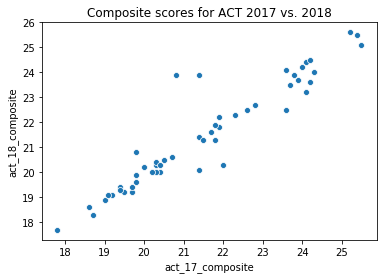 Composite scores for ACT 2017 vs. 2018
26
25
24
23
22
21
20
19
18
act_18_composite
18 19 20 21 22 23 24 25
act_17_composite